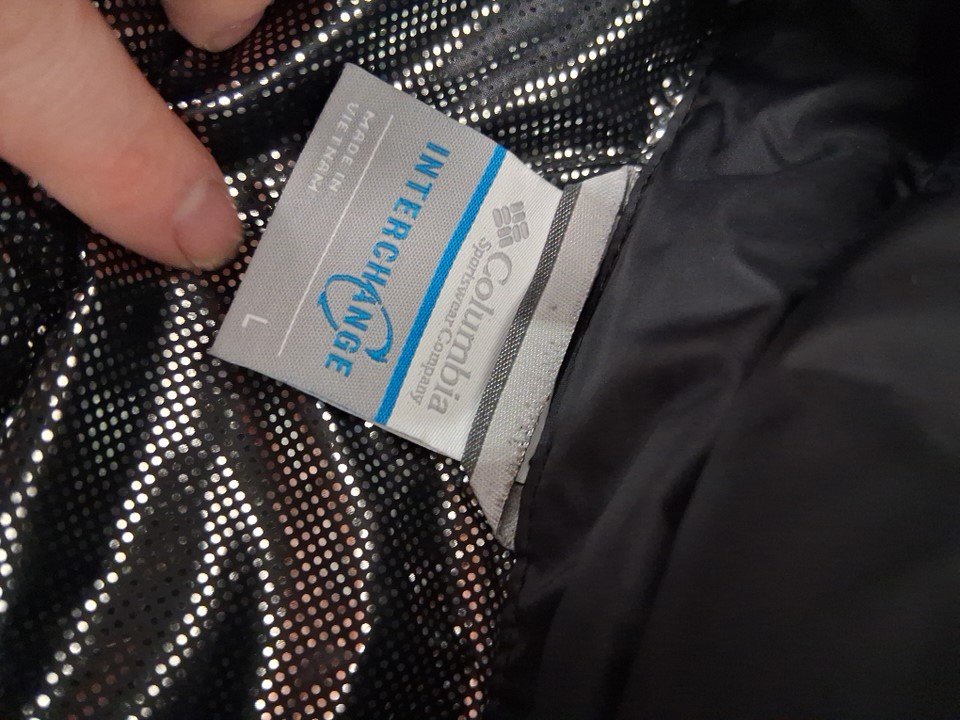 Columbia
Sportswear Company
INTERCHANGE
L
MADE IN
VIETNAM